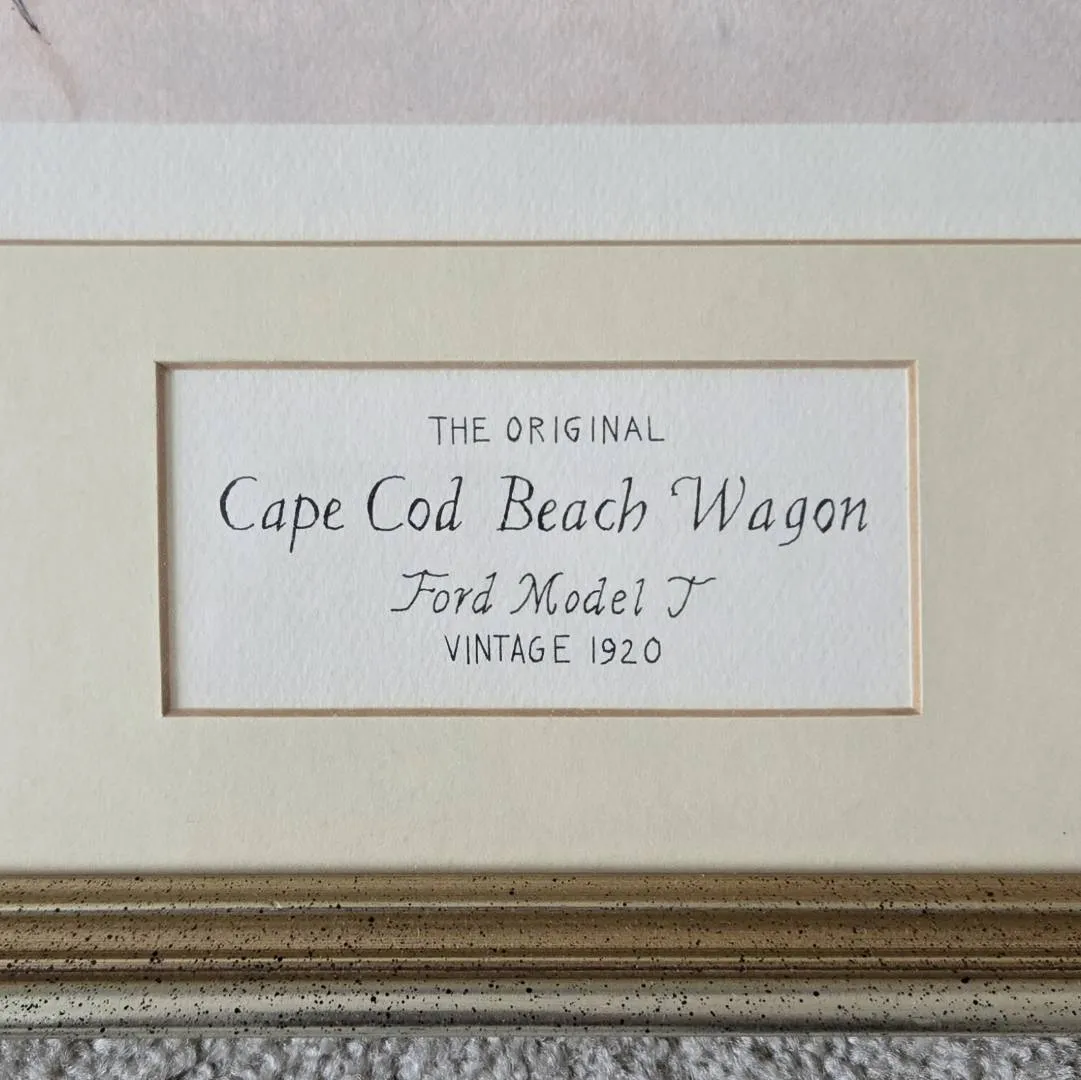 THE ORIGINAL
Cape Cod Beach Wagon
Ford Model T
VINTAGE 1920